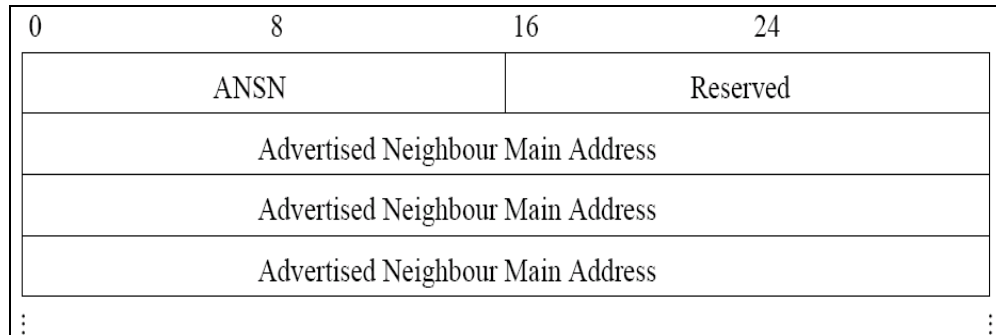 0 8 16 24
ANSN Reserved
Advertised Neighbour Main Address
Advertised Neighbour Main Address
Advertised Neighbour Main Address
⋮ ⋮